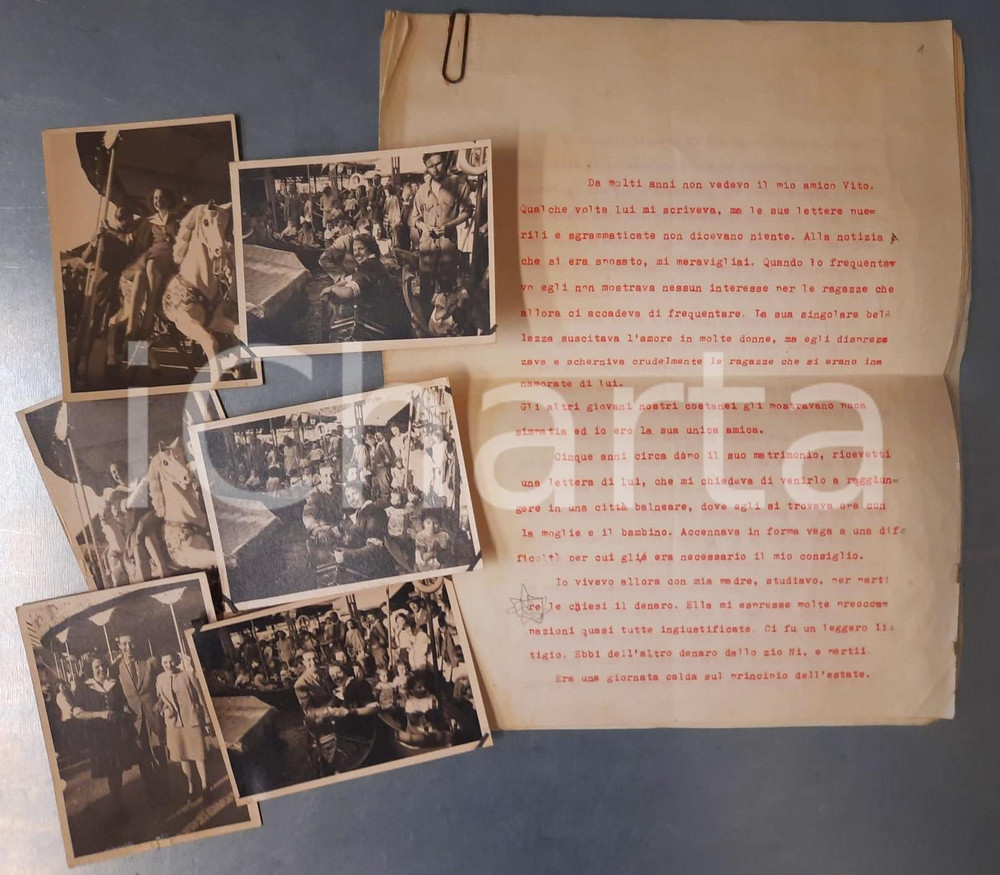 Da molti anni non vedevo il mio amico Vito.
Qualche volta lui mi scriveva, ma le sue lettere pue=
rili e sgrammaticate non dicevano niente. Alla notizia
che si era sposato, mi meravigliai. Quando lo frequenta=
vo egli non mostrava nessun interesse per le ragazze che
allora ci accadeva di frequentare. La sua singolare bel=
lezza suscitava l'amore in molte donne, ma egli disprez
zava e scherniva crudelmente le ragazze che si erano in=
namorate di lui.
Gli altri giovani nostri coetanei gli mostravano poca
simpatia ed io ero la sua unica amica.
Cinque anni circa dopo il suo matrimonio, ricevetti
una lettera di lui, che mi chiedeva di venirlo a raggiun=
gere in una città balneare, dove egli si trovava ora con
la moglie e il bambino. Accennava in forma vaga a una dif=
ficoltà per cui gli era necessario il mio consiglio.
Io vivevo allora con mia madre, studiavo, per parti
re le chiesi il denaro. Ella mi espresse molte preoccu=
pazioni quasi tutte ingiustificate. Ci fu un leggero li=
tigio. Ebbi dell'altro denaro dallo zio Ni, e partii.
Era una giornata calda sul principio dell'estate.
iCharta